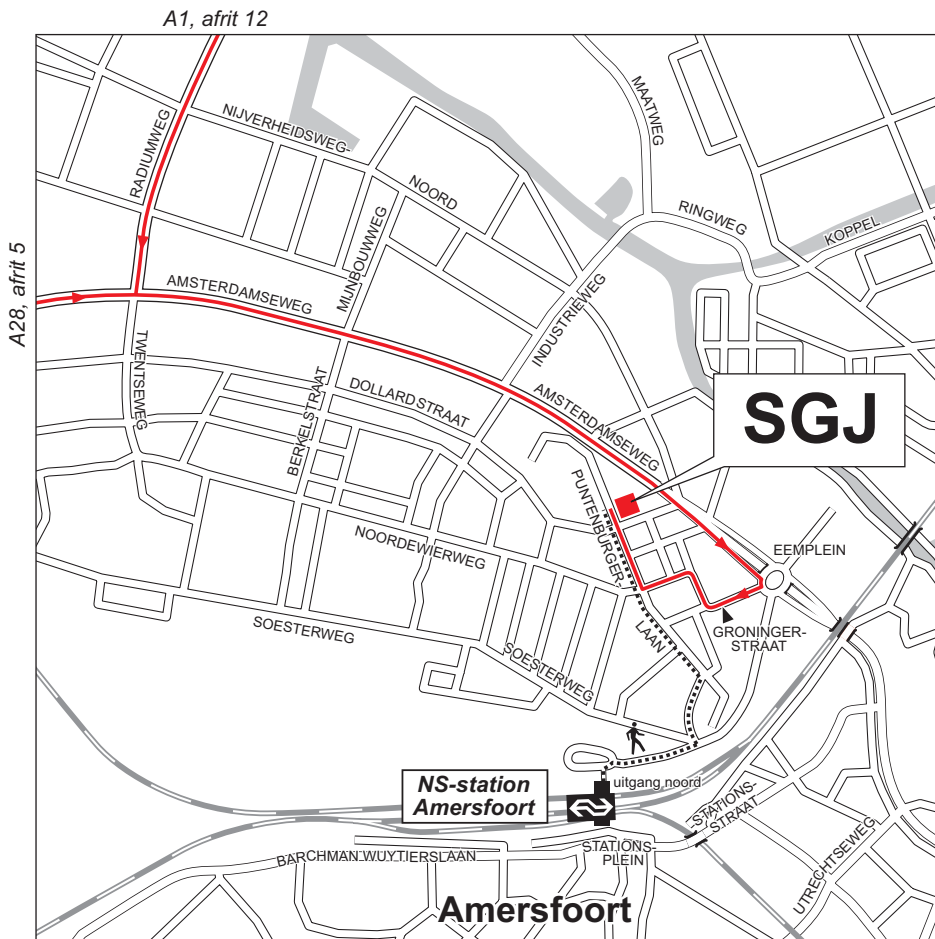 A1, afrit 12
A28, afrit 5
RADIUMWEG
NIJVERHEIDSWEG-
NOORD
MAATWEG
RINGWEG
KOPPEL
MIJNBOUWWEG
AMSTERDAMSEWEG
INDUSTRIEWEG
TWENTSEWEG
BERKELSTRAAT
DOLLARDSTRAAT
AMSTERDAMSEWEG
SGJ
PUNTENBURGER-
LAAN
EEMPLEIN
NOORDEWIERWEG
GRONINGER-
STRAAT
SOESTERWEG
SOESTERWEG
NS-station
Amersfoort
uitgang noord
STATIONS-
STRAAT
STATIONS-
PLEIN
BARCHMAN WUYTIERSLAAN
UTRECHTSEWEG
Amersfoort